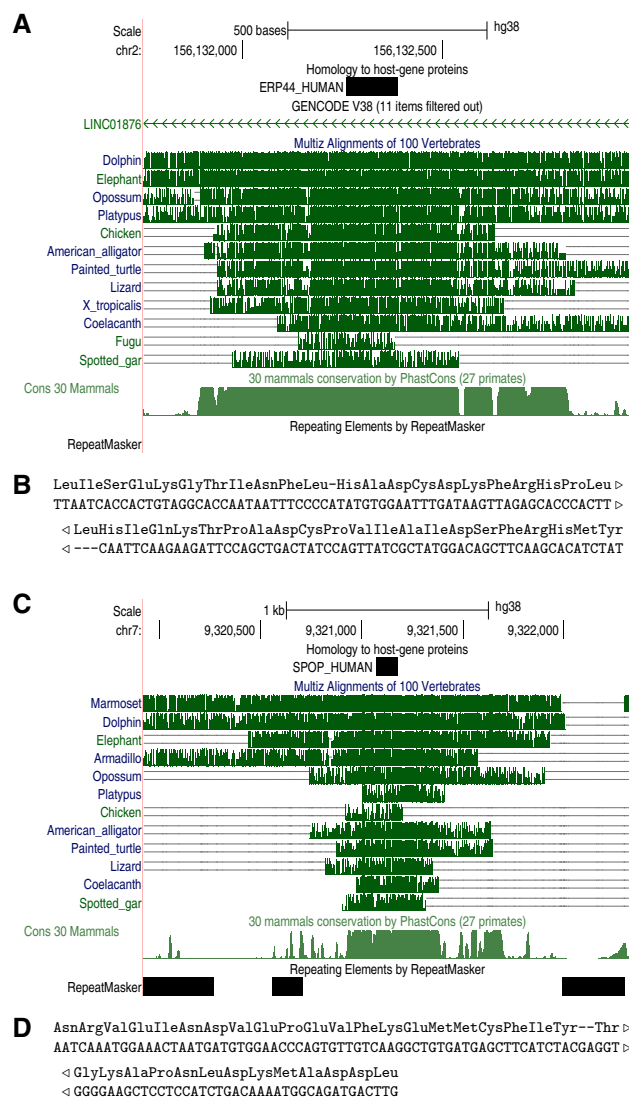 A
Scale 500 bases hg38
chr2: 156,132,000 156,132,500
Homology to host-gene proteins
ERP44_HUMAN
GENCODE V38 (11 items filtered out)
LINC01876
Multiz Alignments of 100 Vertebrates
Dolphin
Elephant
Opossum
Platypus
Chicken
American_alligator
Painted_turtle
Lizard
X_tropicalis
Coelacanth
Fugu
Spotted_gar
30 mammals conservation by PhastCons (27 primates)
Cons 30 Mammals
Repeating Elements by RepeatMasker
RepeatMasker
B
LeuIleSerGluLysGlyThrIleAsnPheLeu-HisAlaAspCysAspLysPheArgHisProLeu▷
TTAATCACCACTGTAGGCACCAATAATTTCCCCATATGTGGAATTTGATAAGTTAGAGCACCCACTT▷
◁LeuHisIleGlnLysThrProAlaAspCysProValIleAlaIleAspSerPheArgHisMetTyr
◁---CAATTCAAGAAGATTCCAGCTGACTATCCAGTTATCGCTATGGACAGCTTCAAGCACATCTAT
C
Scale 1 kb hg38
chr7: 9,320,500 9,321,000 9,321,500 9,322,000
Homology to host-gene proteins
SPOP_HUMAN
Multiz Alignments of 100 Vertebrates
Marmoset
Dolphin
Elephant
Armadillo
Opossum
Platypus
Chicken
American_alligator
Painted_turtle
Lizard
Coelacanth
Spotted_gar
30 mammals conservation by PhastCons (27 primates)
Cons 30 Mammals
Repeating Elements by RepeatMasker
RepeatMasker
D
AsnArgValGluIleAsnAspValGluProGluValPheLysGluMetMetCysPheIleTyr--Thr▷
AATCAAATGGAAACTAATGATGTGGAACCCAGTGTTGTCAAGGCTGTGATGAGCTTCATCTACGAGGT▷
◁GlyLysAlaProAsnLeuAspLysMetAlaAspAspLeu
◁GGGGAAGCTCCTCCATCTGACAAAATGGCAGATGACTTG